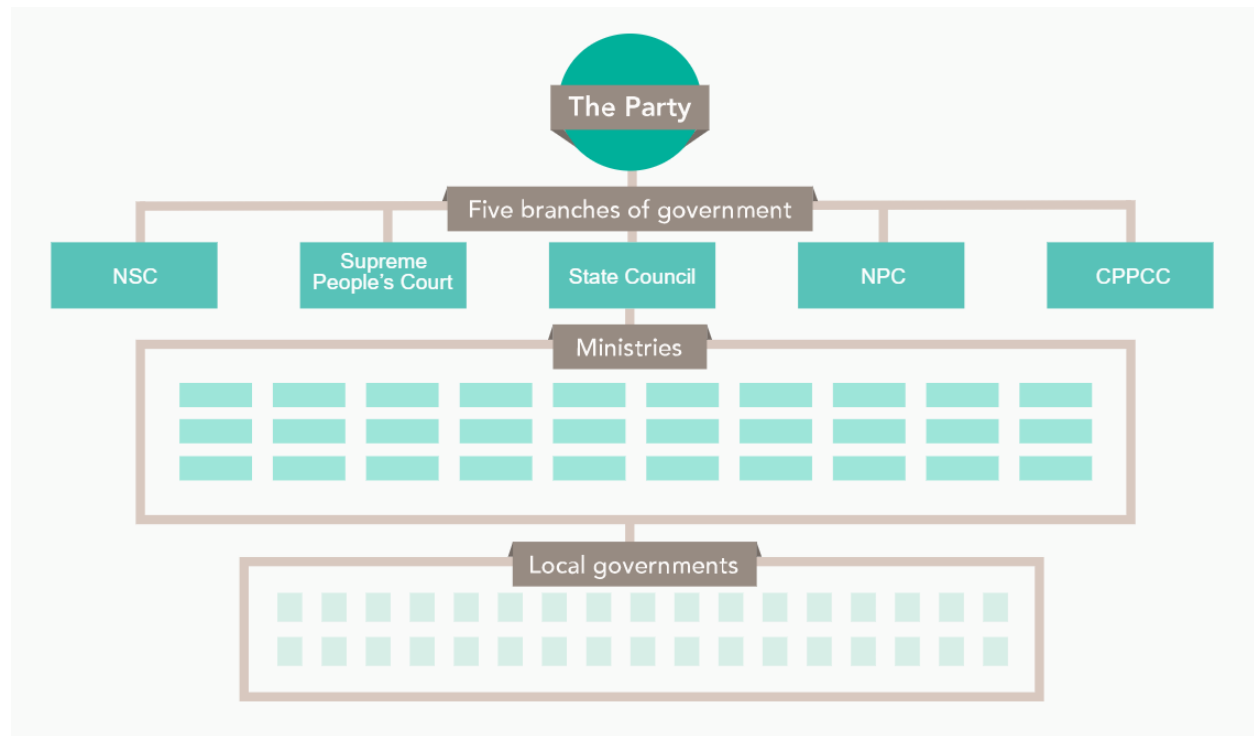 The Party
Five branches of government
NSC
Supreme
People's Court
State Council
NPC
CPPCC
Ministries
Local governments